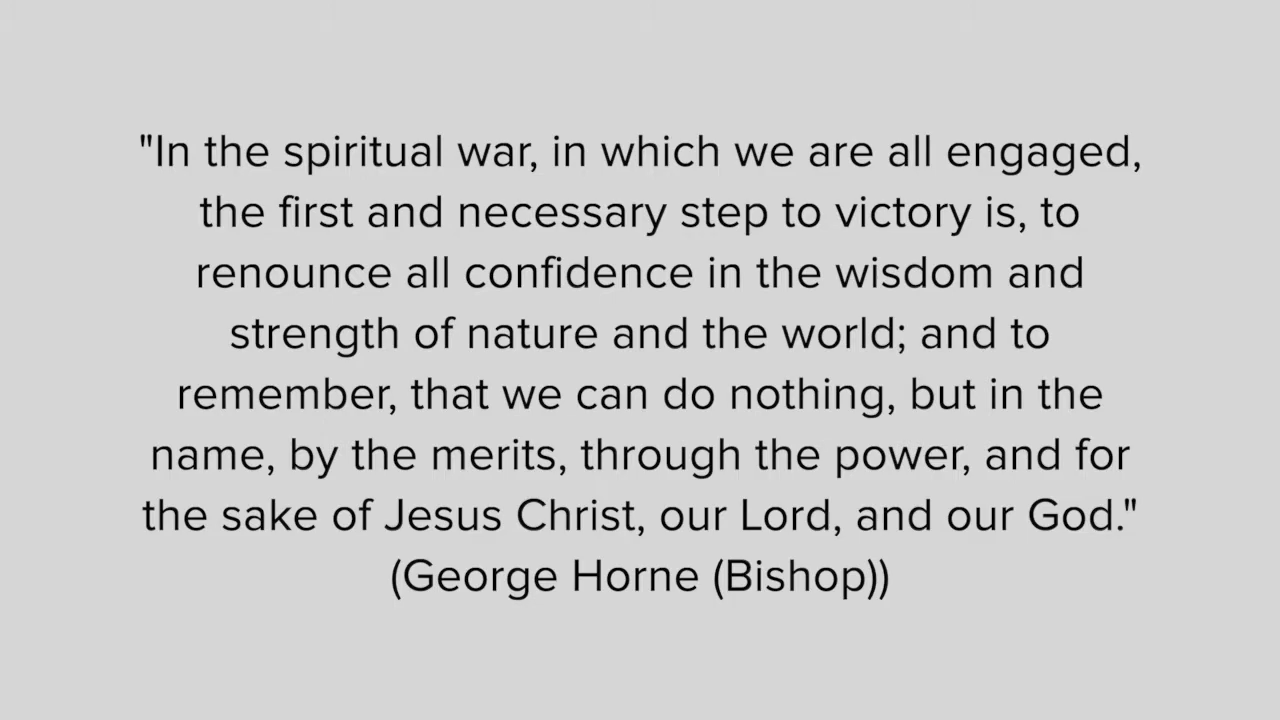 "In the spiritual war, in which we are all engaged,
the first and necessary step to victory is, to
renounce all confidence in the wisdom and
strength of nature and the world; and to
remember, that we can do nothing, but in the
name, by the merits, through the power, and for
the sake of Jesus Christ, our Lord, and our God."
(George Horne (Bishop))